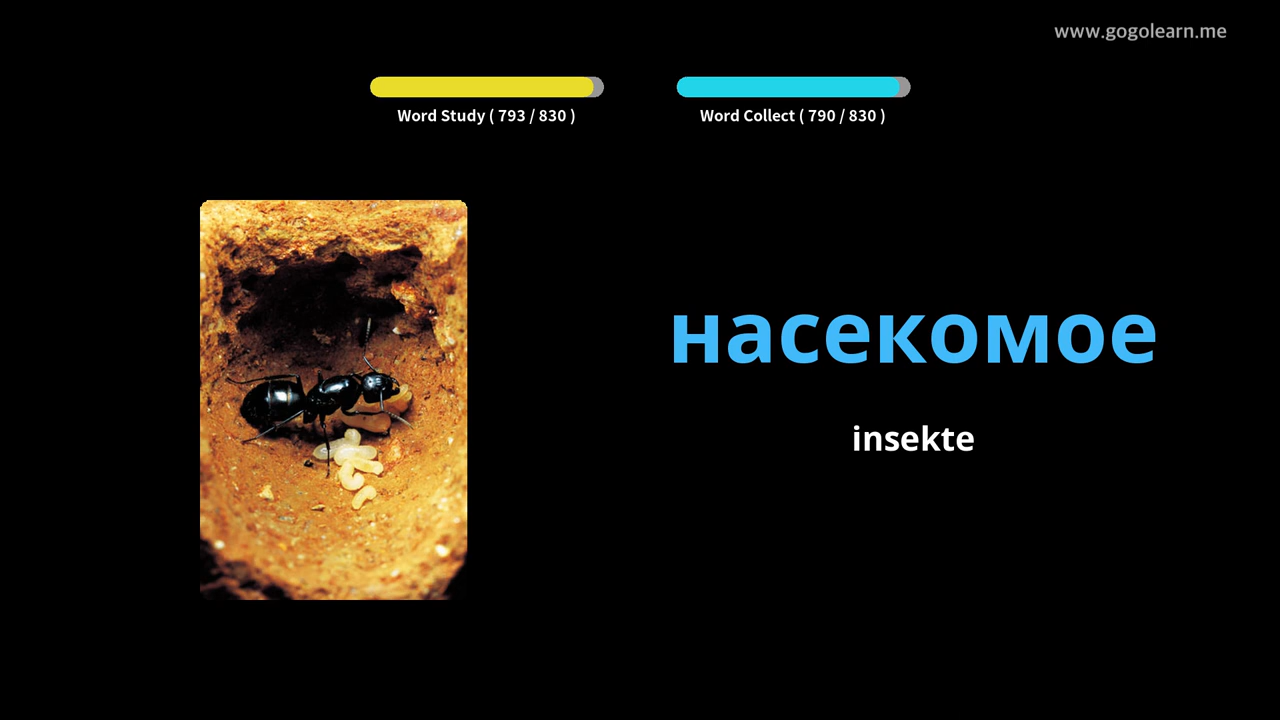 www.gogolearn.me
Word Study ( 793 / 830 )
Word Collect ( 790 / 830 )
насекомое
insekte